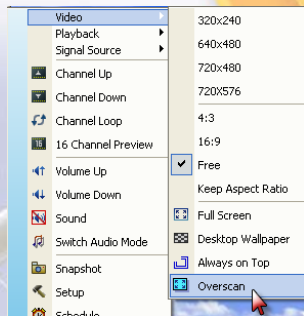 Video
Playback
Signal Source
Channel Up
Channel Down
Channel Loop
16 Channel Preview
Volume Up
Volume Down
Sound
Switch Audio Mode
Snapshot
Setup
Schedule
320x240
640x480
720x480
720X576
4:3
16:9
Free
Keep Aspect Ratio
Full Screen
Desktop Wallpaper
Always on Top
Overscan